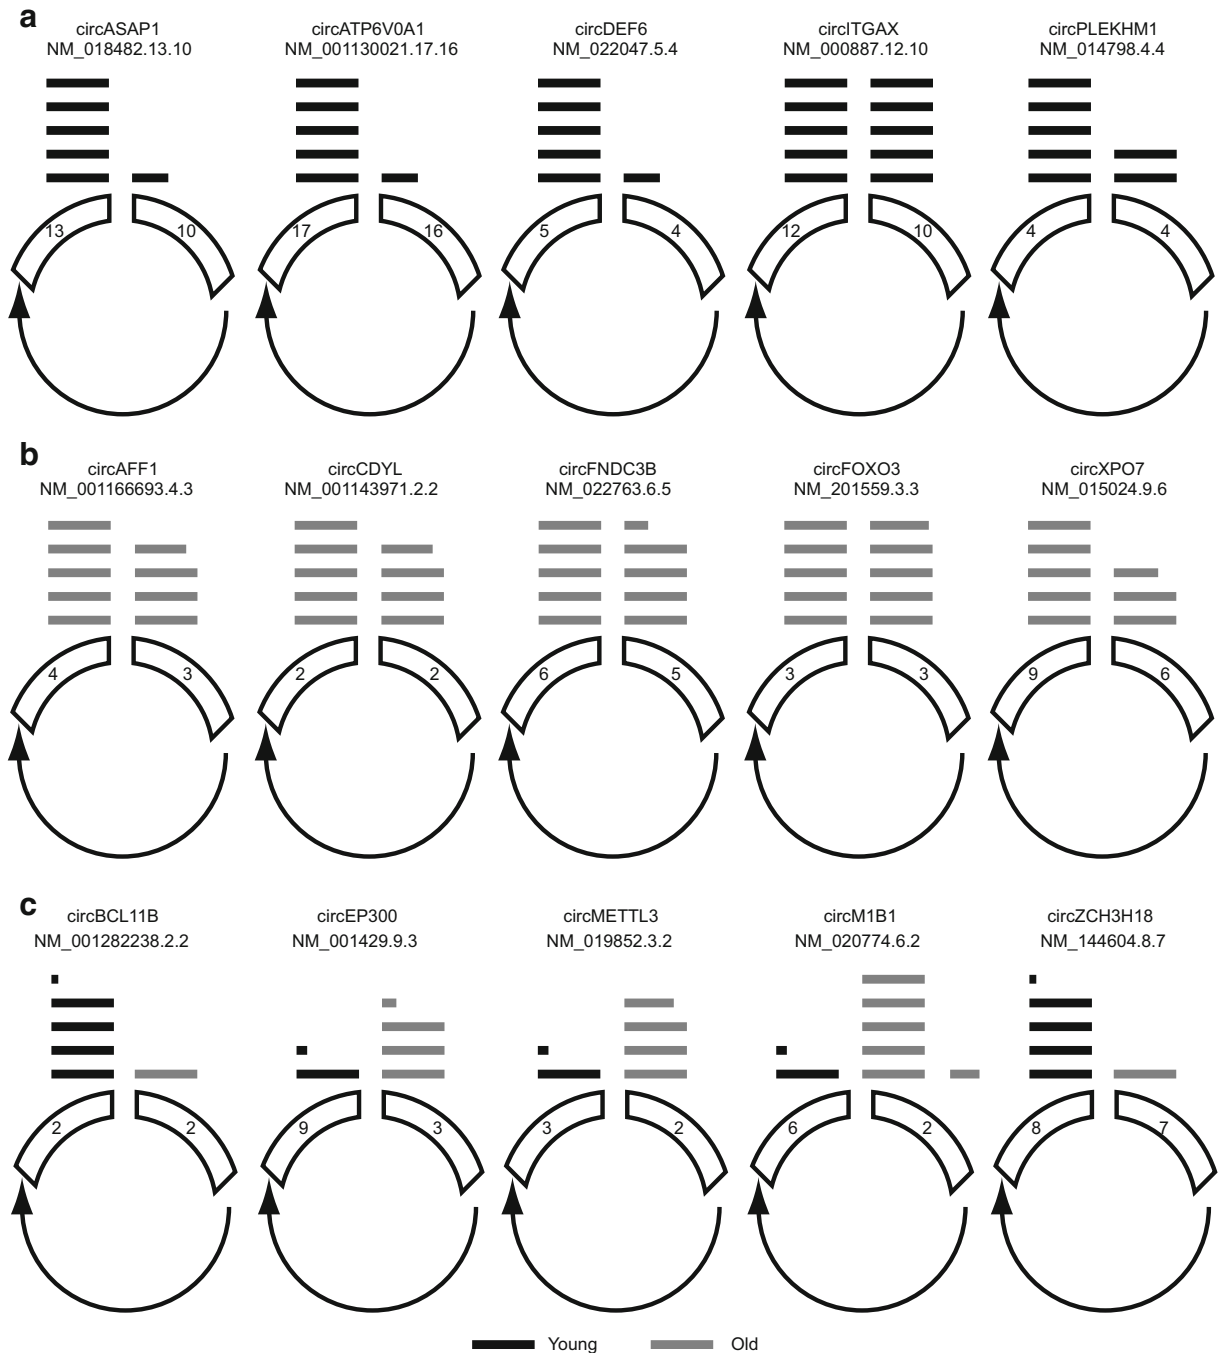 a
circASAP1
NM_018482.13.10
circATP6V0A1
NM_001130021.17.16
circDEF6
NM_022047.5.4
circITGAX
NM_000887.12.10
circPLEKHM1
NM_014798.4.4
13
10
17
16
5
4
12
10
4
4
b
circAFF1
NM_001166693.4.3
circCDYL
NM_001143971.2.2
circFNDC3B
NM_022763.6.5
circFOXO3
NM_201559.3.3
circXPO7
NM_015024.9.6
4
3
2
2
6
5
3
3
9
6
c
circBCL11B
NM_001282238.2.2
circEP300
NM_001429.9.3
circMETTL3
NM_019852.3.2
circM1B1
NM_020774.6.2
circZCH3H18
NM_144604.8.7
2
2
9
3
3
2
6
2
8
7
Young
Old